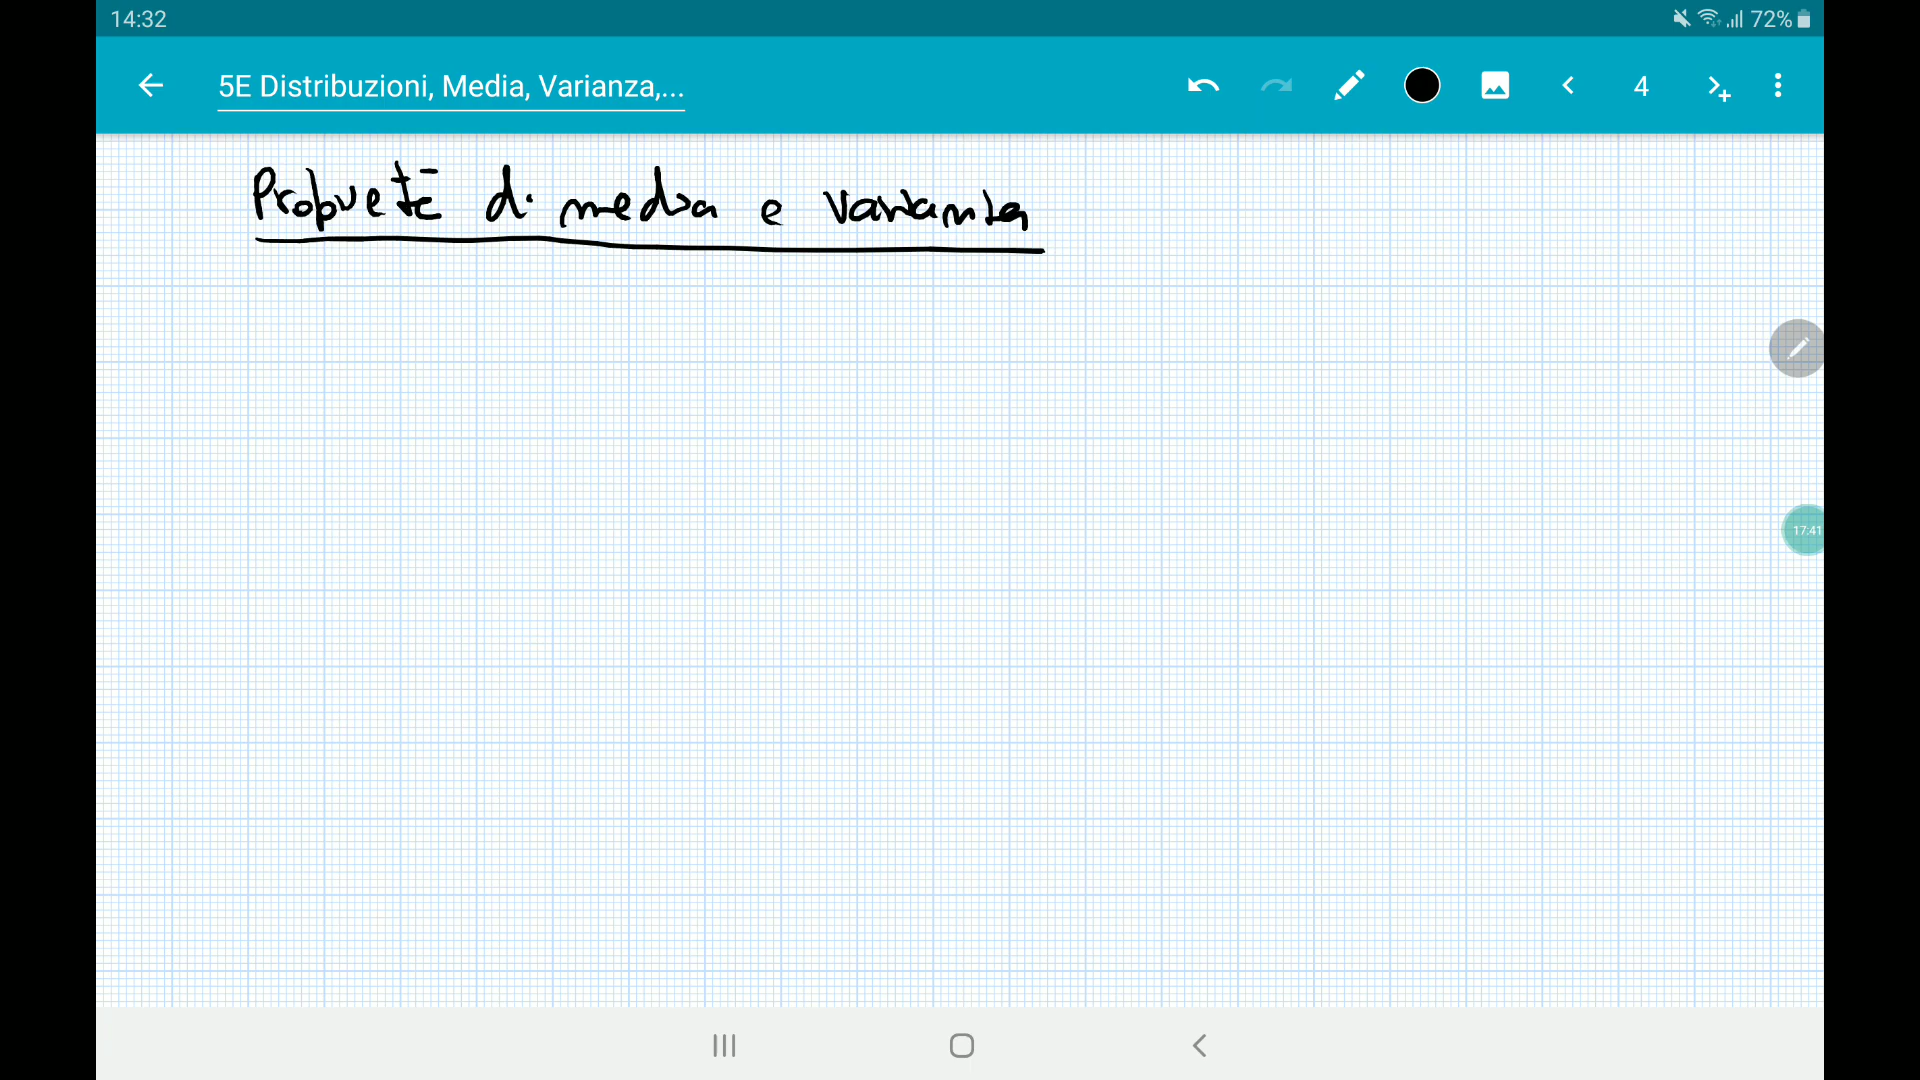 14:32
72%
5E Distribuzioni, Media, Varianza,...
4
Proprietà di media e varianza
17:41